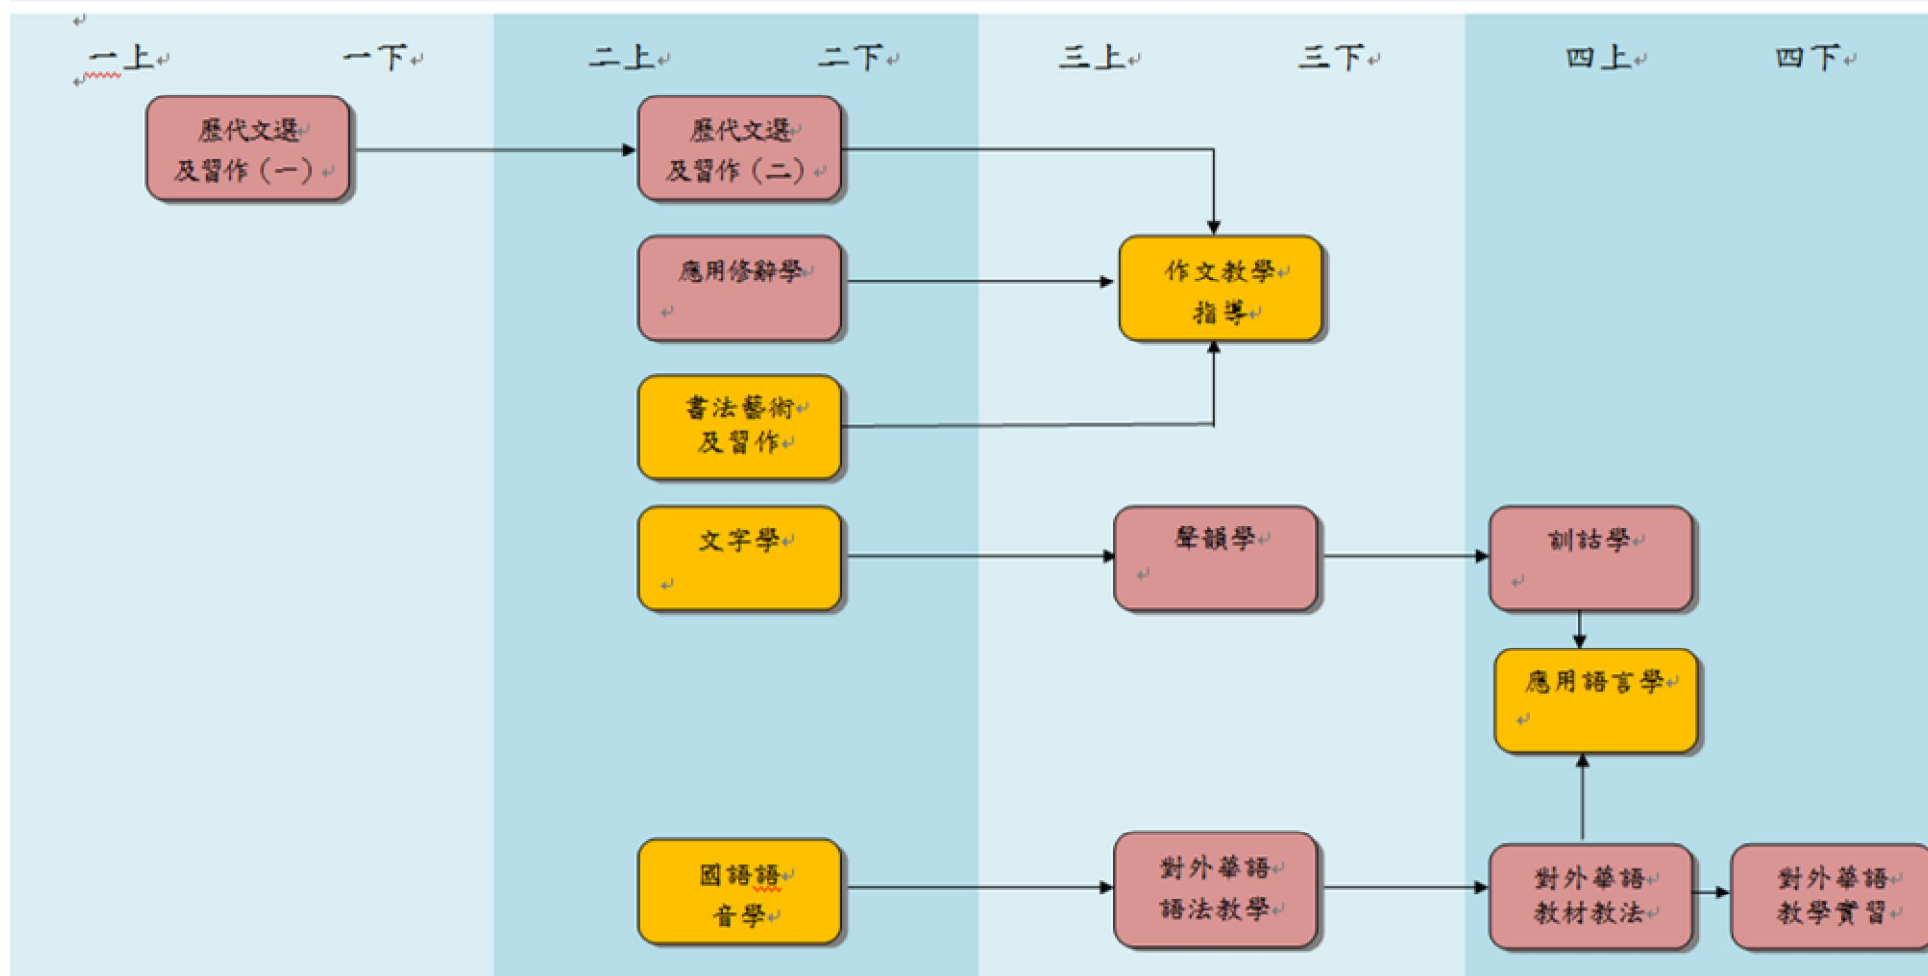 一上 一下 二上 二下 三上 三下 四上 四下
歷代文選
及習作（一）
歷代文選
及習作（二）
應用修辭學
作文教學
指導
書法藝術
及習作
文字學
聲韻學
訓詁學
應用語言學
國語語
音學
對外華語
語法教學
對外華語
教材教法
對外華語
教學實習